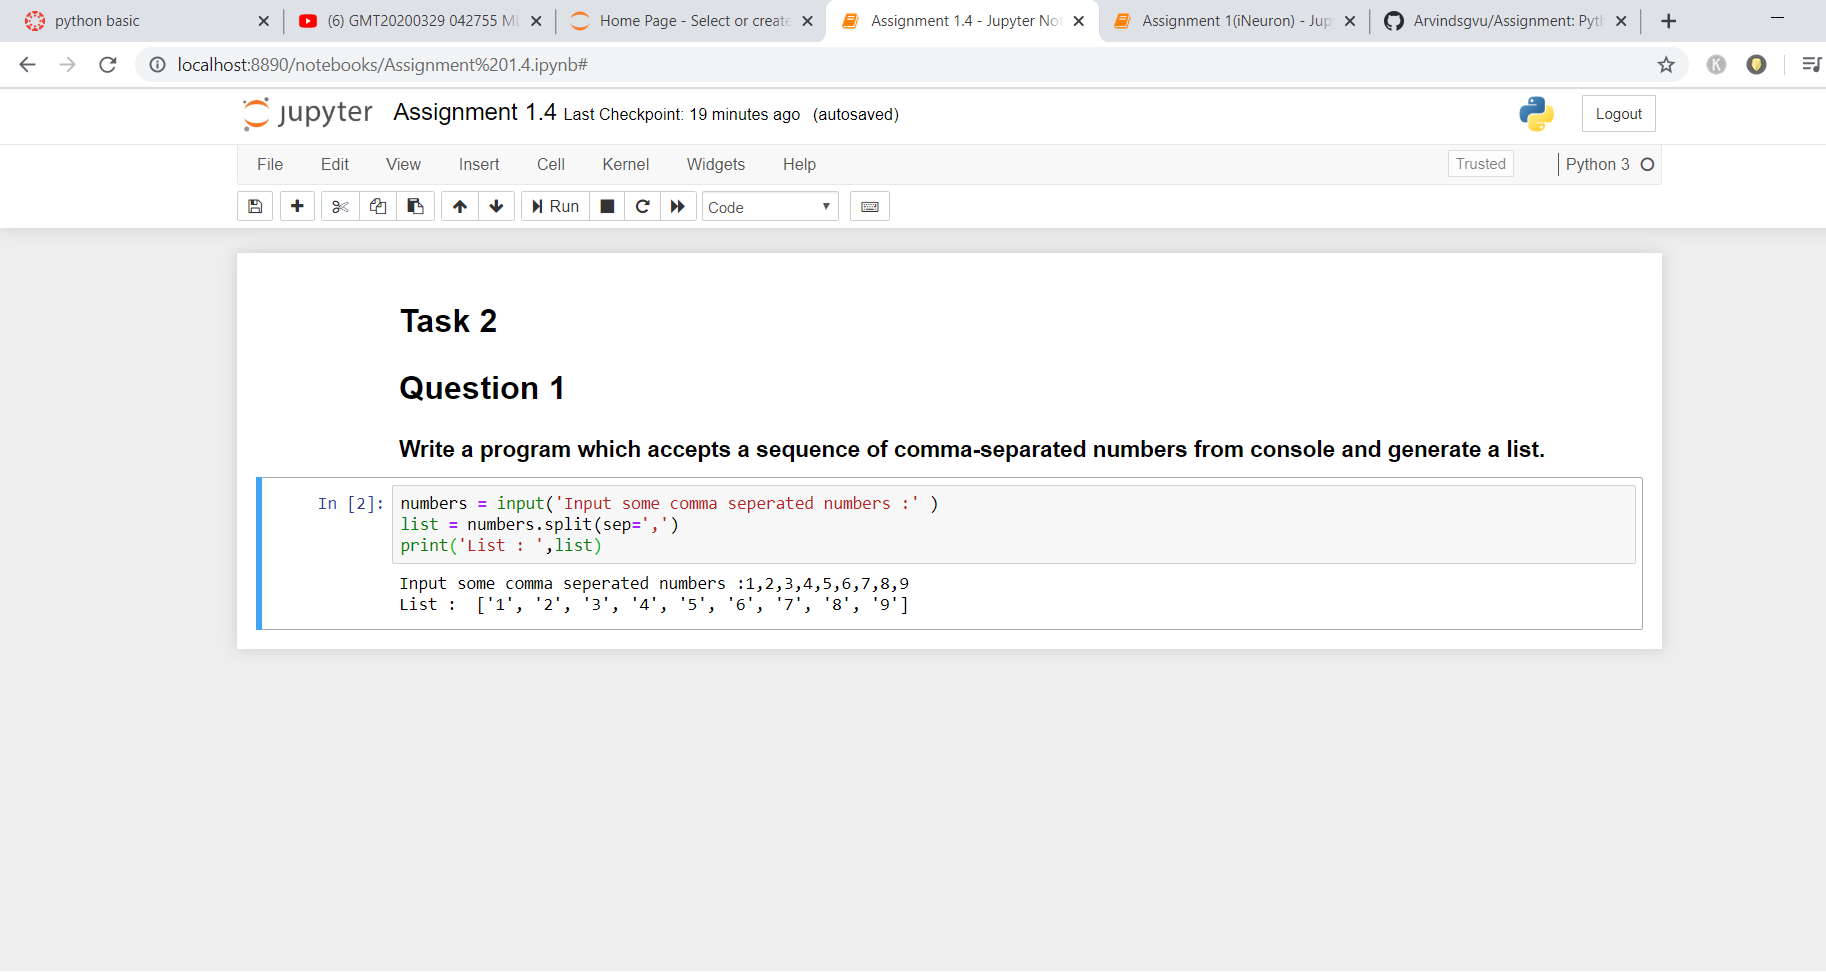 python basic
(6) GMT20200329 042755 ML
Home Page - Select or create
Assignment 1.4 - Jupyter No
Assignment 1(iNeuron) - Jup
Arvindsgvu/Assignment: Pyth
localhost:8890/notebooks/Assignment%201.4.ipynb#
K
jupyter Assignment 1.4 Last Checkpoint: 19 minutes ago (autosaved)
Logout
File Edit View Insert Cell Kernel Widgets Help
Trusted
Python 3
Run
Code
Task 2
Question 1
Write a program which accepts a sequence of comma-separated numbers from console and generate a list.
In [2]: numbers = input('Input some comma seperated numbers :' )
list = numbers.split(sep=',')
print('List : ',list)
Input some comma seperated numbers :1,2,3,4,5,6,7,8,9
List :  ['1', '2', '3', '4', '5', '6', '7', '8', '9']